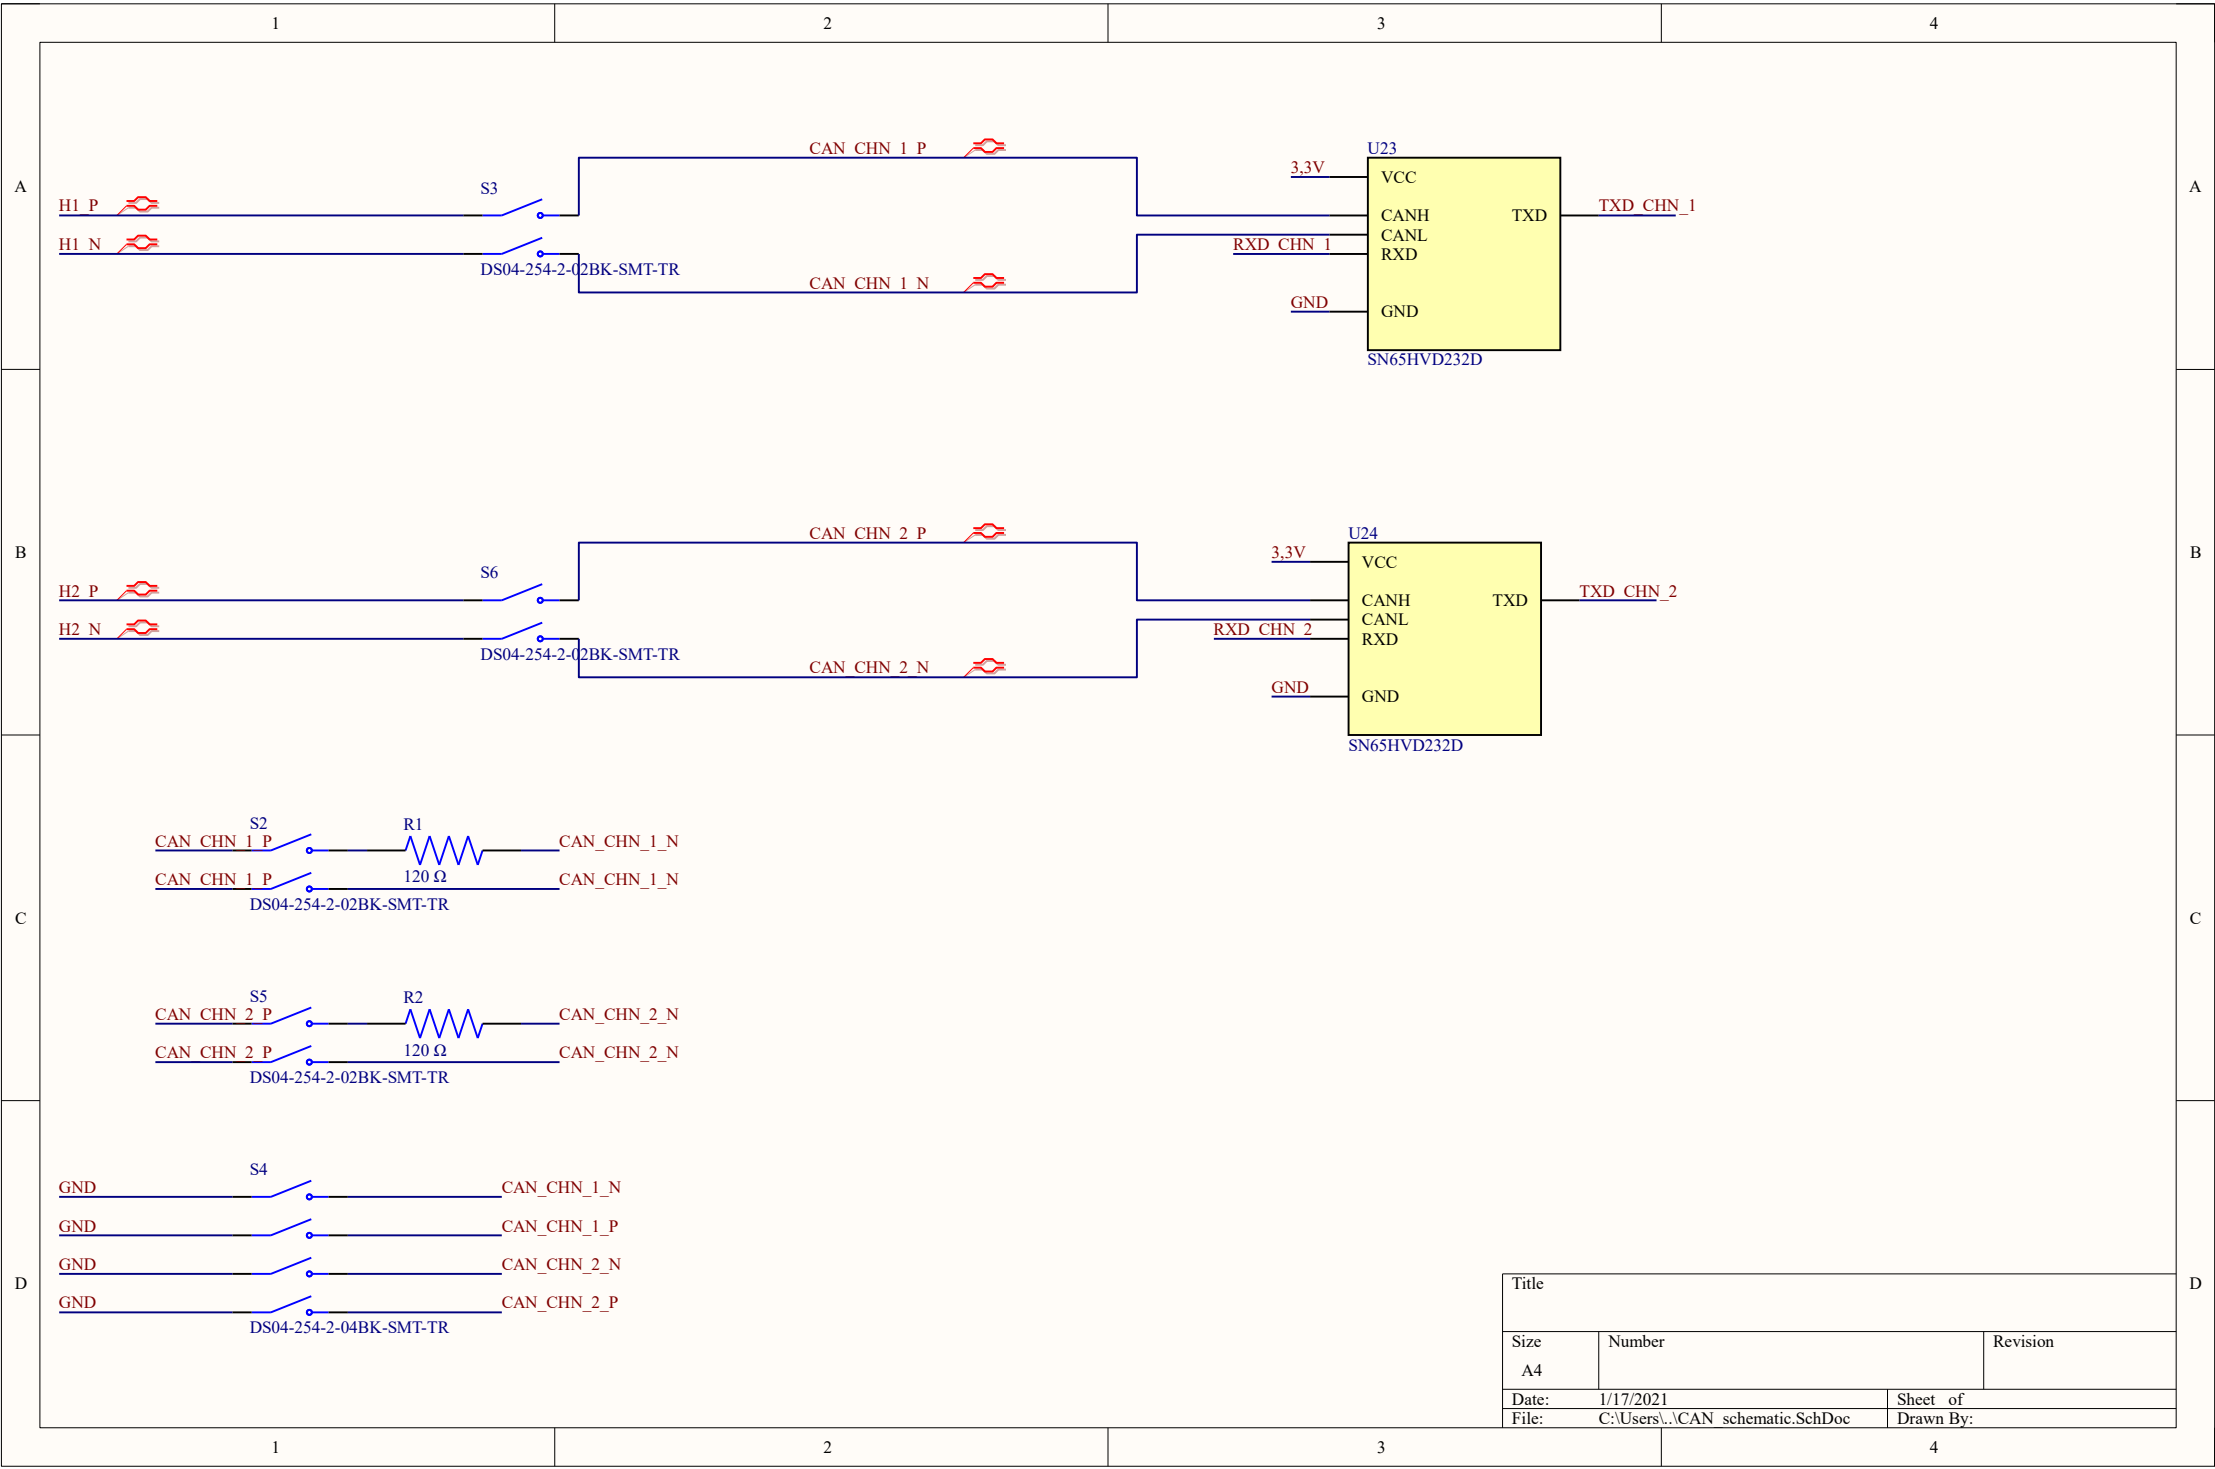 1 2 3 4
A A
CAN_CHN_1_P
U23
3,3V
VCC
S3
H1_P
CANH TXD TXD_CHN_1
CANL
H1_N
RXD_CHN_1 RXD
DS04-254-2-02BK-SMT-TR
CAN_CHN_1_N
GND GND
SN65HVD232D
B B
CAN_CHN_2_P
U24
3,3V
VCC
S6
H2_P
CANH TXD TXD_CHN_2
CANL
H2_N
RXD_CHN_2 RXD
DS04-254-2-02BK-SMT-TR
CAN_CHN_2_N
GND GND
SN65HVD232D
C C
S2 R1
CAN_CHN_1_P CAN_CHN_1_N
120 Ω
CAN_CHN_1_P CAN_CHN_1_N
DS04-254-2-02BK-SMT-TR
S5 R2
CAN_CHN_2_P CAN_CHN_2_N
120 Ω
CAN_CHN_2_P CAN_CHN_2_N
DS04-254-2-02BK-SMT-TR
D D
S4
GND CAN_CHN_1_N
GND CAN_CHN_1_P
GND CAN_CHN_2_N
GND CAN_CHN_2_P
DS04-254-2-04BK-SMT-TR
Title
Size Number Revision
A4
Date: 1/17/2021 Sheet of
File: C:\Users\..\CAN_schematic.SchDoc Drawn By:
1 2 3 4